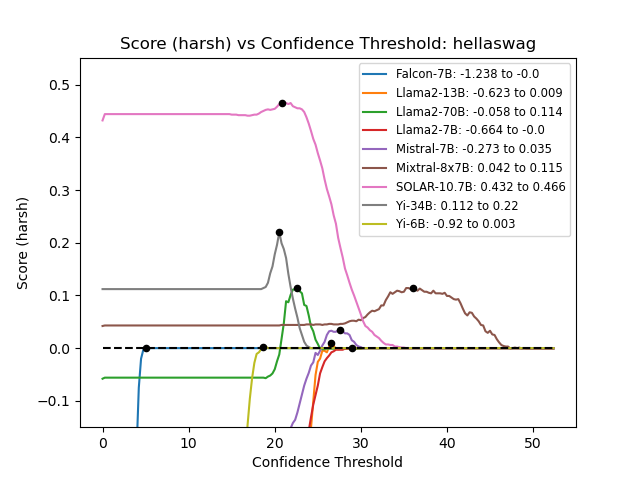 Score (harsh) vs Confidence Threshold: hellaswag
Score (harsh)
0.5
0.4
0.3
0.2
0.1
0.0
−0.1
Falcon-7B: -1.238 to -0.0
Llama2-13B: -0.623 to 0.009
Llama2-70B: -0.058 to 0.114
Llama2-7B: -0.664 to -0.0
Mistral-7B: -0.273 to 0.035
Mixtral-8x7B: 0.042 to 0.115
SOLAR-10.7B: 0.432 to 0.466
Yi-34B: 0.112 to 0.22
Yi-6B: -0.92 to 0.003
0 10 20 30 40 50
Confidence Threshold